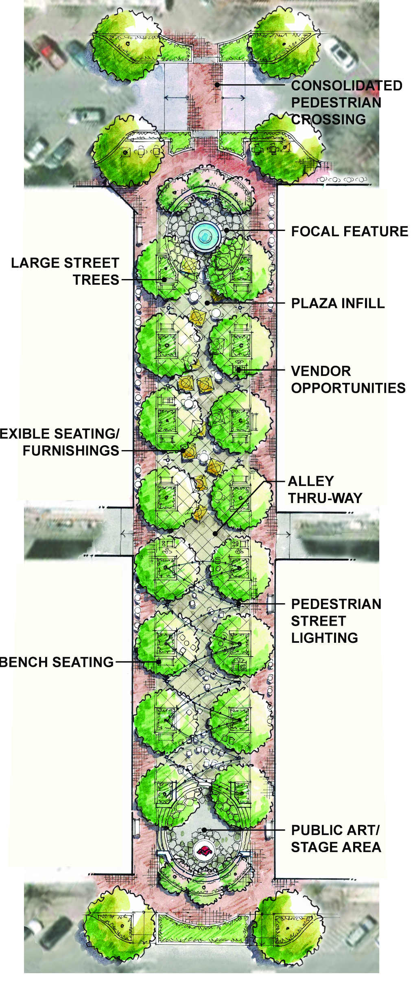 CONSOLIDATED
PEDESTRIAN
CROSSING
FOCAL FEATURE
LARGE STREET
TREES
PLAZA INFILL
VENDOR
OPPORTUNITIES
EXIBLE SEATING/
FURNISHINGS
ALLEY
THRU-WAY
PEDESTRIAN
STREET
LIGHTING
BENCH SEATING
PUBLIC ART/
STAGE AREA